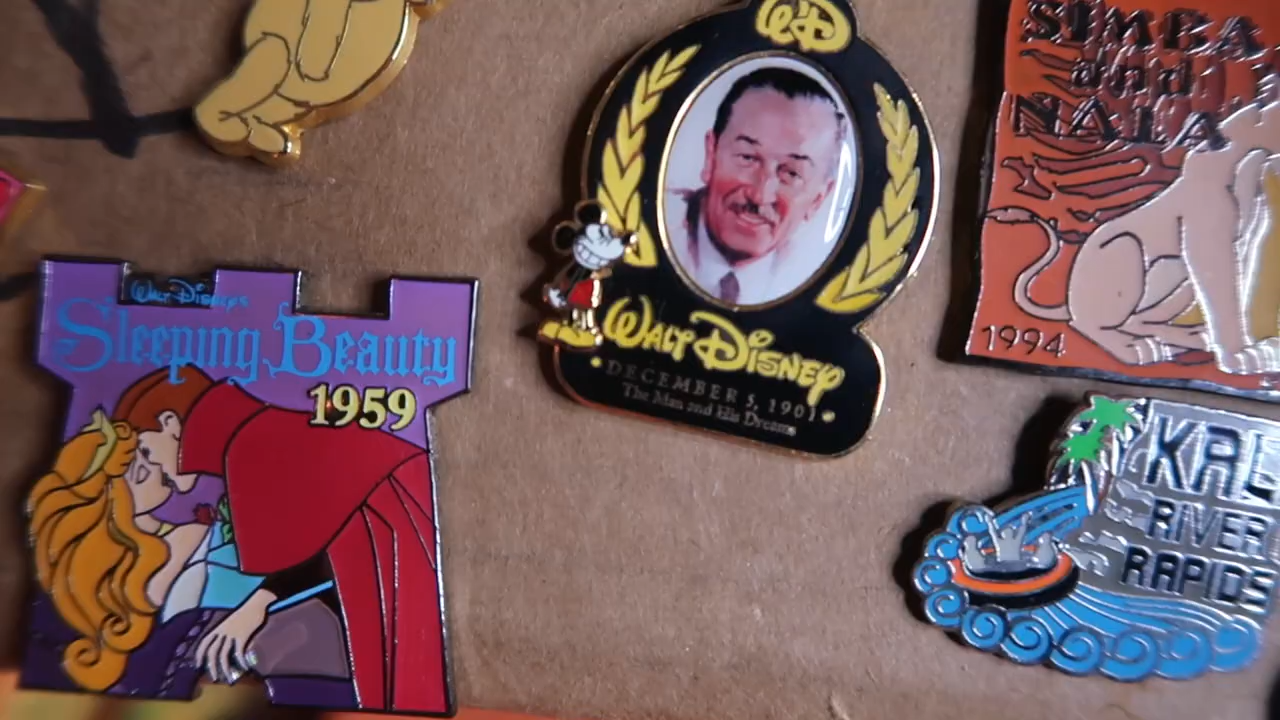 WALT DISNEY'S
Sleeping Beauty
1959
WD
WALT DISNEY
DECEMBER 5, 1901
The Man and His Dreams
SIMBA
and
NALA
1994
KAL
RIVER
RAPIDS